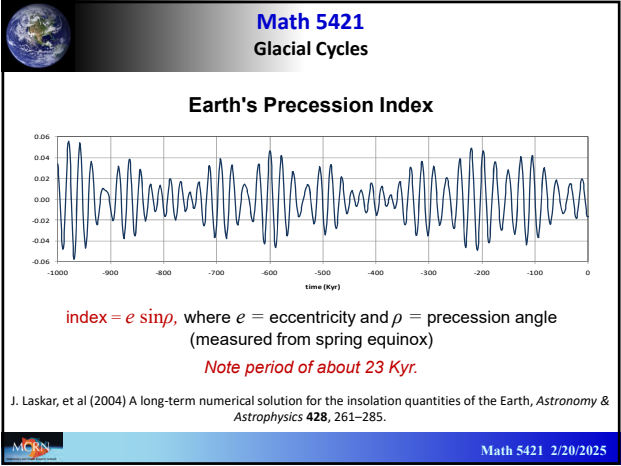 Math 5421
Glacial Cycles
Earth's Precession Index
0.06
0.04
0.02
0.00
-0.02
-0.04
-0.06
-1000 -900 -800 -700 -600 -500 -400 -300 -200 -100 0
time (Kyr)
index = e sinρ, where e = eccentricity and ρ = precession angle
(measured from spring equinox)
Note period of about 23 Kyr.
J. Laskar, et al (2004) A long-term numerical solution for the insolation quantities of the Earth, Astronomy &
Astrophysics 428, 261–285.
MCRN
Math 5421 2/20/2025